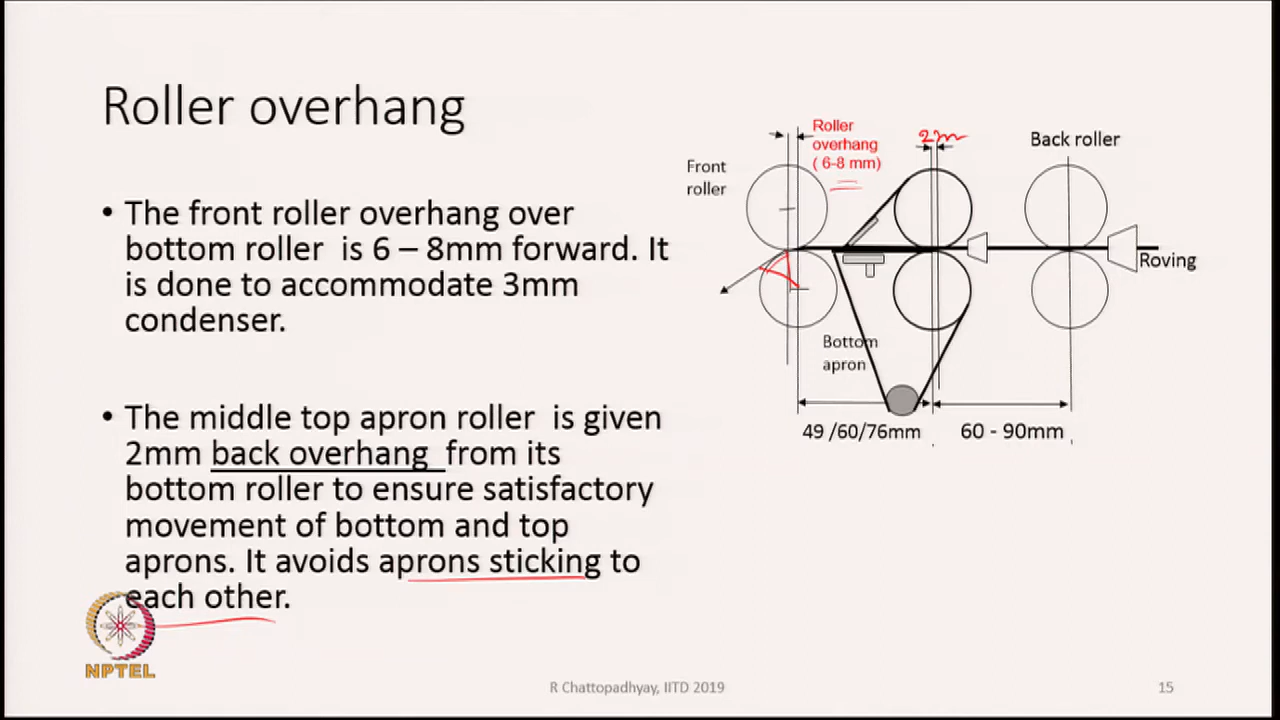 Roller overhang
• The front roller overhang over
bottom roller is 6 – 8mm forward. It
is done to accommodate 3mm
condenser.
• The middle top apron roller is given
2mm back overhang from its
bottom roller to ensure satisfactory
movement of bottom and top
aprons. It avoids aprons sticking to
each other.
Roller
overhang
( 6-8 mm)
2m
Back roller
Front
roller
Roving
Bottom
apron
49 /60/76mm
60 - 90mm
NPTEL
R Chattopadhyay, IITD 2019
15